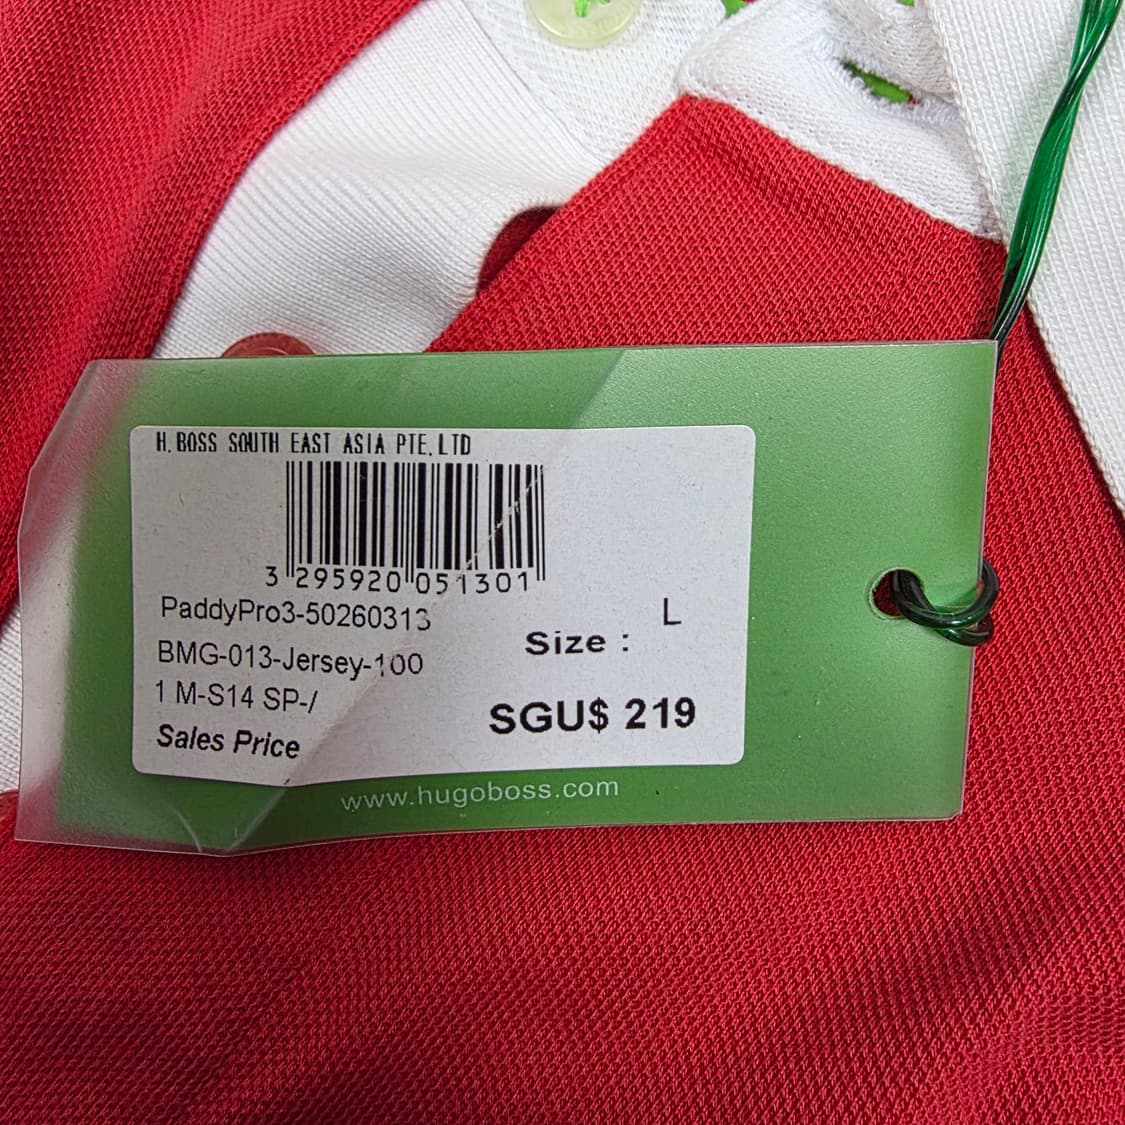 H.BOSS SOUTH EAST ASIA PTE.LTD
3 295920 051301
PaddyPro3-50260313
BMG-013-Jersey-100
1 M-S14 SP-/
Sales Price
Size : L
SGU$ 219
www.hugoboss.com